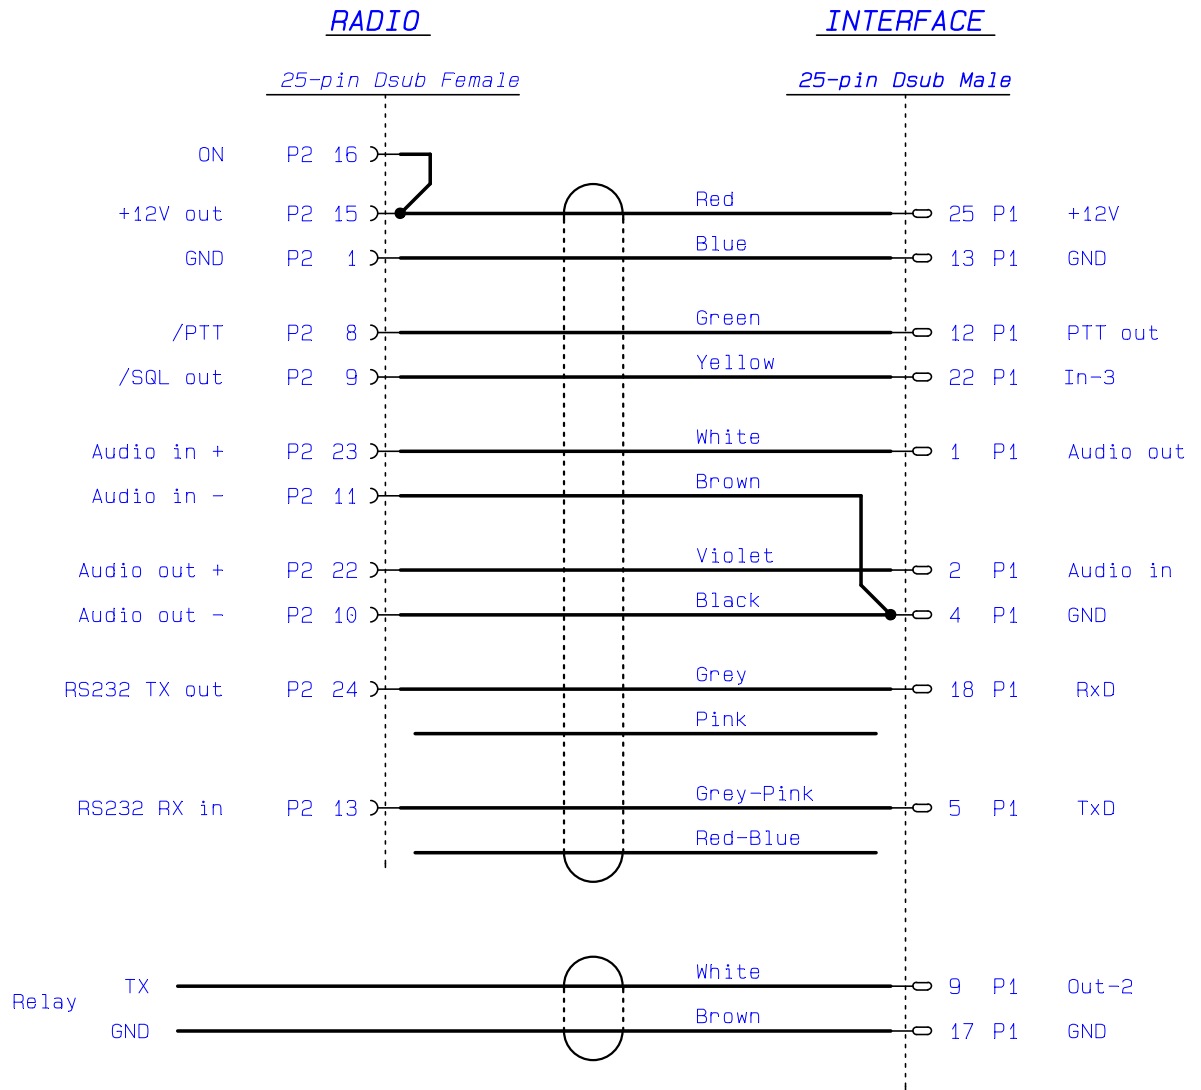 RADIO INTERFACE
25-pin Dsub Female 25-pin Dsub Male
ON P2 16
Red
+12V out P2 15 25 P1 +12V
Blue
GND P2 1 13 P1 GND
Green
/PTT P2 8 12 P1 PTT out
Yellow
/SQL out P2 9 22 P1 In-3
White
Audio in + P2 23 1 P1 Audio out
Brown
Audio in - P2 11
Violet
Audio out + P2 22 2 P1 Audio in
Black
Audio out - P2 10 4 P1 GND
Grey
RS232 TX out P2 24 18 P1 RxD
Pink
Grey-Pink
RS232 RX in P2 13 5 P1 TxD
Red-Blue
White
TX 9 P1 Out-2
Relay
Brown
GND 17 P1 GND